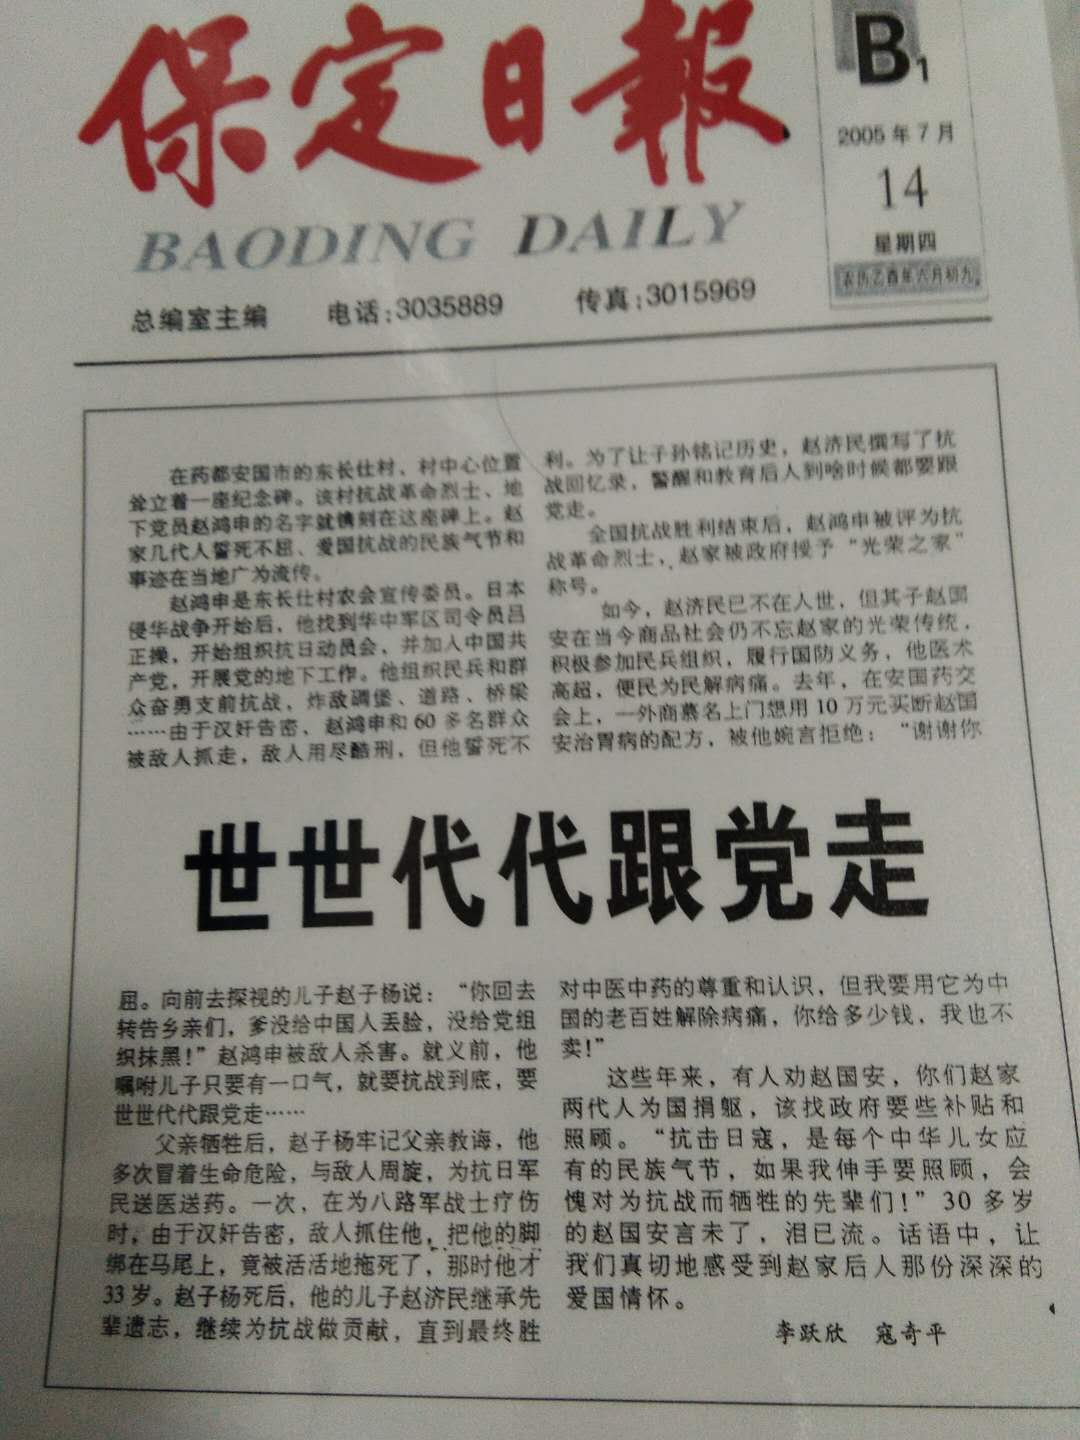 保定日報
BAODING DAILY
总编室主编 电话:3035889 传真:3015969
B1
2005年7月
14
星期四
农历乙酉年六月初九
在药都安国市的东长仕村、村中心位置
耸立着一座纪念碑。该村抗战革命烈士、地
下党员赵鸿申的名字就镌刻在这座碑上。赵
家几代人誓死不屈、爱国抗战的民族气节和
事迹在当地广为流传。
赵鸿申是东长仕村农会宣传委员。日本
侵华战争开始后，他找到华中军区司令员吕
正操，开始组织抗日动员会，并加入中国共
产党，开展党的地下工作。他组织民兵和群
众奋勇支前抗战，炸敌碉堡、道路、桥梁
……由于汉奸告密、赵鸿申和60多名群众
被敌人抓走，敌人用尽酷刑，但他誓死不
利。为了让子孙铭记历史，赵济民撰写了抗
战回忆录，警醒和教育后人到啥时候都要跟
党走。
全国抗战胜利结束后，赵鸿申被评为抗
战革命烈士，赵家被政府授予“光荣之家”
称号。
如今，赵济民已不在人世，但其子赵国
安在当今商品社会仍不忘赵家的光荣传统，
积极参加民兵组织，履行国防义务，他医术
高超，便民为民解病痛。去年，在安国药交
会上，一外商慕名上门想用10万元买断赵国
安治胃病的配方，被他婉言拒绝：“谢谢你
世世代代跟党走
屈。向前去探视的儿子赵子杨说：“你回去
转告乡亲们，爹没给中国人丢脸，没给党组
织抹黑！”赵鸿申被敌人杀害。就义前，他
嘱咐儿子只要有一口气，就要抗战到底，要
世世代代跟党走……
父亲牺牲后，赵子杨牢记父亲教诲，他
多次冒着生命危险，与敌人周旋，为抗日军
民送医送药。一次，在为八路军战士疗伤
时，由于汉奸告密，敌人抓住他，把他的脚
绑在马尾上，竟被活活地拖死了，那时他才
33岁。赵子杨死后，他的儿子赵济民继承先
辈遗志，继续为抗战做贡献，直到最终胜
对中医中药的尊重和认识，但我要用它为中
国的老百姓解除病痛，你给多少钱，我也不
卖！”
这些年来，有人劝赵国安，你们赵家
两代人为国捐躯，该找政府要些补贴和
照顾。“抗击日寇，是每个中华儿女应
有的民族气节，如果我伸手要照顾，会
愧对为抗战而牺牲的先辈们！”30多岁
的赵国安言未了，泪已流。话语中，让
我们真切地感受到赵家后人那份深深的
爱国情怀。
李跃欣 寇奇平